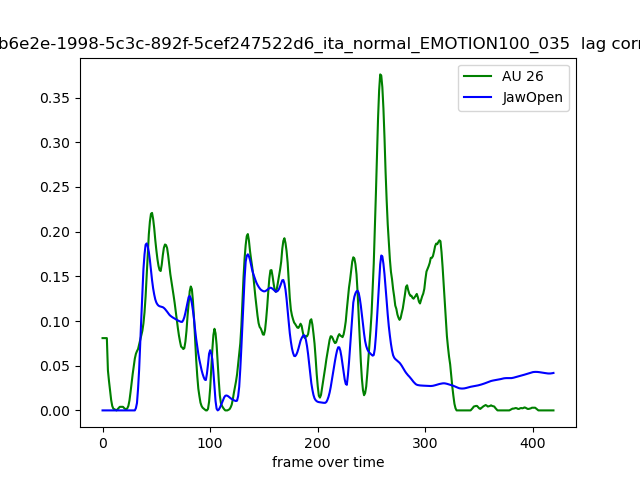 b6e2e-1998-5c3c-892f-5cef247522d6_ita_normal_EMOTION100_035 lag corr
AU 26
JawOpen
0.35
0.30
0.25
0.20
0.15
0.10
0.05
0.00
0 100 200 300 400
frame over time